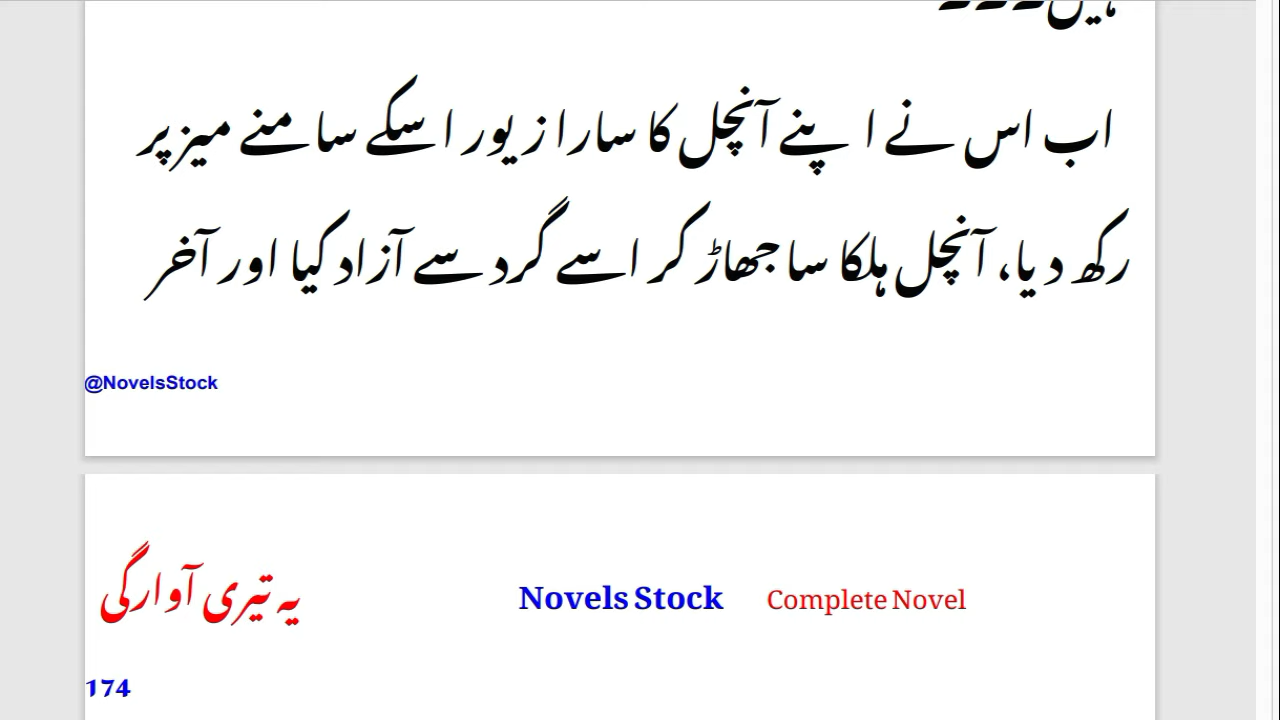 ہیں۔۔۔
اب اس نے اپنے آنچل کا سارا زیور اسکے سامنے میز پر
رکھ دیا، آنچل ہلکا سا جھاڑ کر اسے گرد سے آزاد کیا اور آخر
@NovelsStock
یہ تیری آوارگی Novels Stock Complete Novel
174